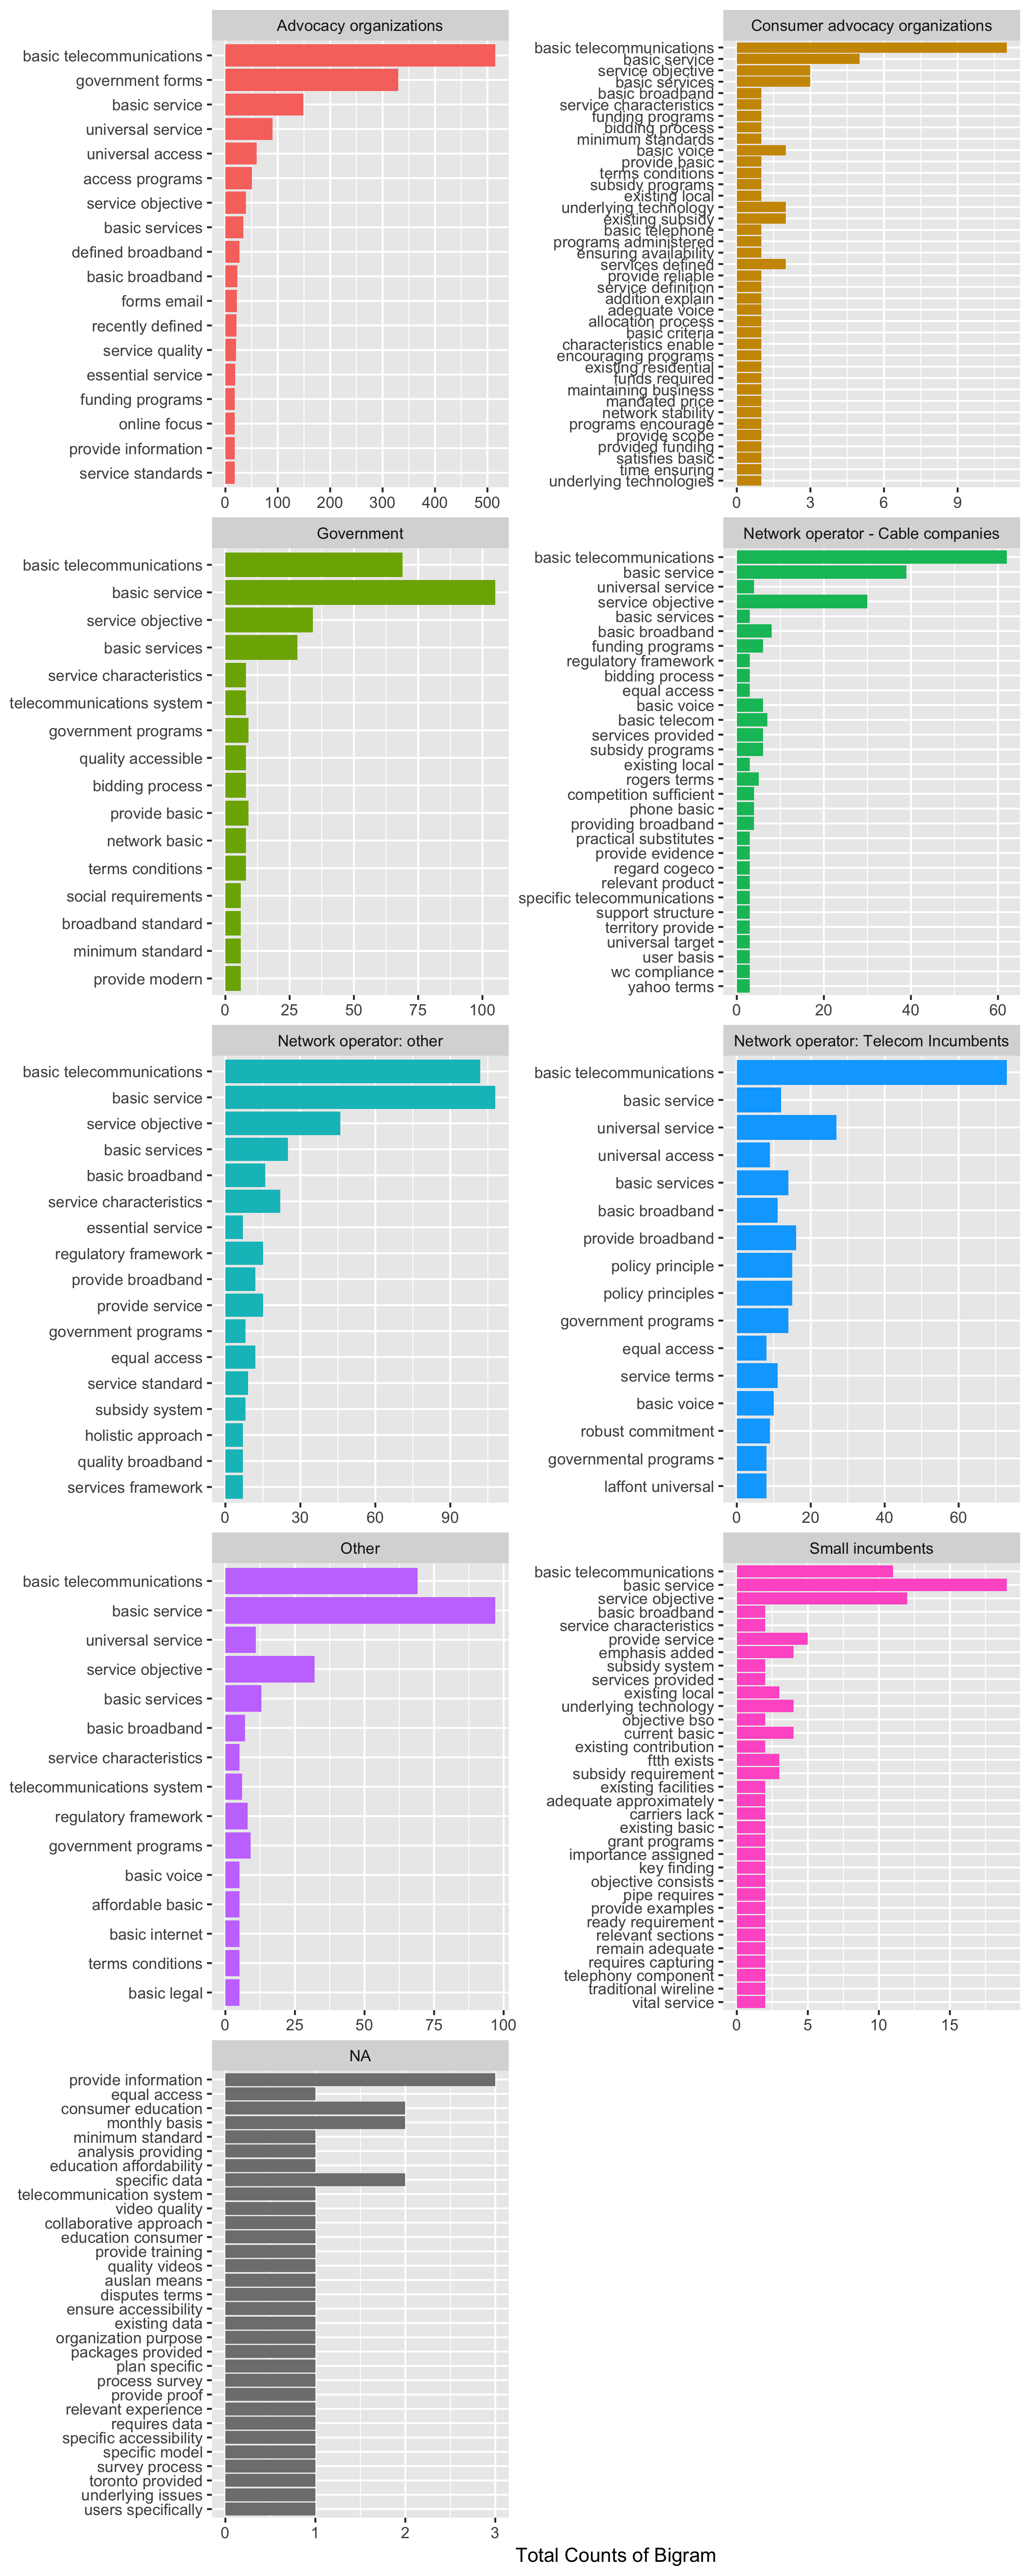 Advocacy organizations
basic telecommunications
government forms
basic service
universal service
universal access
access programs
service objective
basic services
defined broadband
basic broadband
forms email
recently defined
service quality
essential service
funding programs
online focus
provide information
service standards
0 100 200 300 400 500
Consumer advocacy organizations
basic telecommunications
basic service
service objective
basic services
basic broadband
service characteristics
funding programs
bidding process
minimum standards
basic voice
provide basic
terms conditions
subsidy programs
existing local
underlying technology
existing subsidy
basic telephone
programs administered
ensuring availability
services defined
provide reliable
service definition
addition explain
adequate voice
allocation process
basic criteria
characteristics enable
encouraging programs
existing residential
funds required
maintaining business
mandated price
network stability
programs encourage
provide scope
provided funding
satisfies basic
time ensuring
underlying technologies
0 3 6 9
Government
basic telecommunications
basic service
service objective
basic services
service characteristics
telecommunications system
government programs
quality accessible
bidding process
provide basic
network basic
terms conditions
social requirements
broadband standard
minimum standard
provide modern
0 25 50 75 100
Network operator - Cable companies
basic telecommunications
basic service
universal service
service objective
basic services
basic broadband
funding programs
regulatory framework
bidding process
equal access
basic voice
basic telecom
services provided
subsidy programs
existing local
rogers terms
competition sufficient
phone basic
providing broadband
practical substitutes
provide evidence
regard cogeco
relevant product
specific telecommunications
support structure
territory provide
universal target
user basis
wc compliance
yahoo terms
0 20 40 60
Network operator: other
basic telecommunications
basic service
service objective
basic services
basic broadband
service characteristics
essential service
regulatory framework
provide broadband
provide service
government programs
equal access
service standard
subsidy system
holistic approach
quality broadband
services framework
0 30 60 90
Network operator: Telecom Incumbents
basic telecommunications
basic service
universal service
universal access
basic services
basic broadband
provide broadband
policy principle
policy principles
government programs
equal access
service terms
basic voice
robust commitment
governmental programs
laffont universal
0 20 40 60
Other
basic telecommunications
basic service
universal service
service objective
basic services
basic broadband
service characteristics
telecommunications system
regulatory framework
government programs
basic voice
affordable basic
basic internet
terms conditions
basic legal
0 25 50 75 100
Small incumbents
basic telecommunications
basic service
service objective
basic broadband
service characteristics
provide service
emphasis added
subsidy system
services provided
existing local
underlying technology
objective bso
current basic
existing contribution
ftth exists
subsidy requirement
existing facilities
adequate approximately
carriers lack
existing basic
grant programs
importance assigned
key finding
objective consists
pipe requires
provide examples
ready requirement
relevant sections
remain adequate
requires capturing
telephony component
traditional wireline
vital service
0 5 10 15
NA
provide information
equal access
consumer education
monthly basis
minimum standard
analysis providing
education affordability
specific data
telecommunication system
video quality
collaborative approach
education consumer
provide training
quality videos
auslan means
disputes terms
ensure accessibility
existing data
organization purpose
packages provided
plan specific
process survey
provide proof
relevant experience
requires data
specific accessibility
specific model
survey process
toronto provided
underlying issues
users specifically
0 1 2 3
Total Counts of Bigram